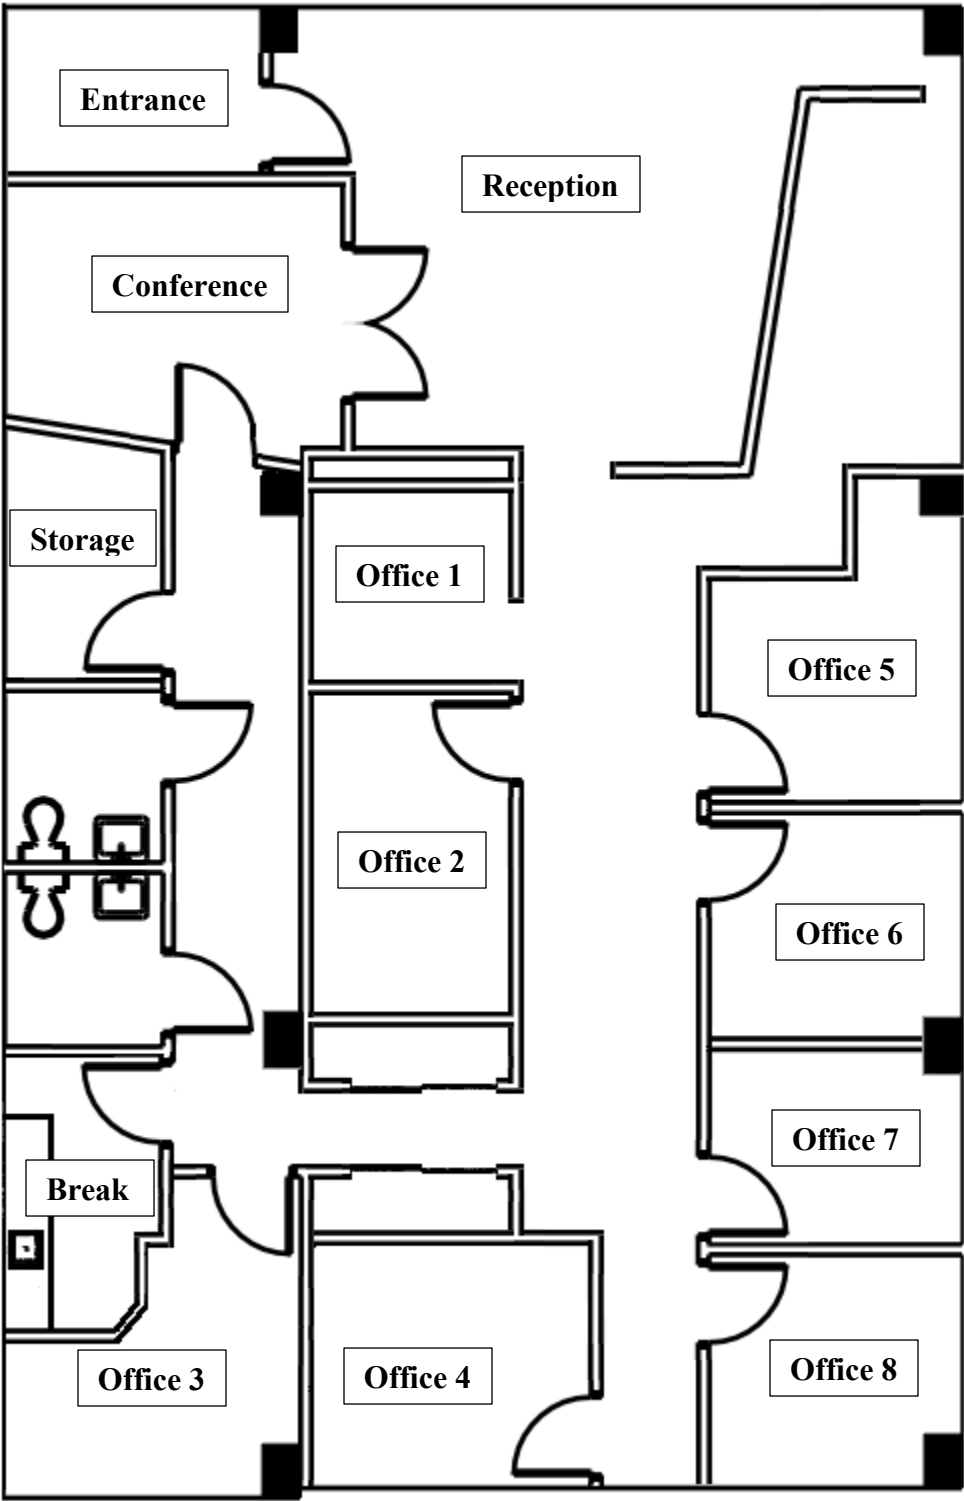 Entrance
Reception
Conference
Storage
Office 1
Office 5
Office 2
Office 6
Office 7
Break
Office 3
Office 4
Office 8